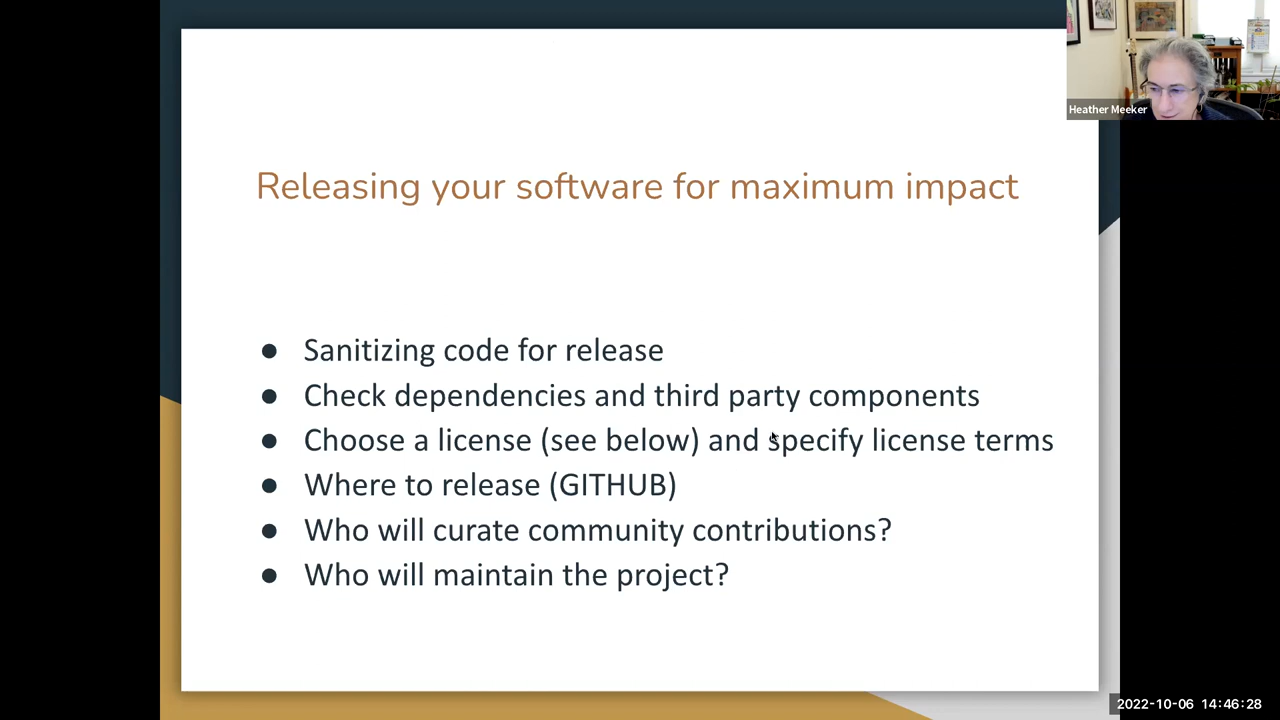 Heather Meeker
Releasing your software for maximum impact
● Sanitizing code for release
● Check dependencies and third party components
● Choose a license (see below) and specify license terms
● Where to release (GITHUB)
● Who will curate community contributions?
● Who will maintain the project?
2022-10-06 14:46:28